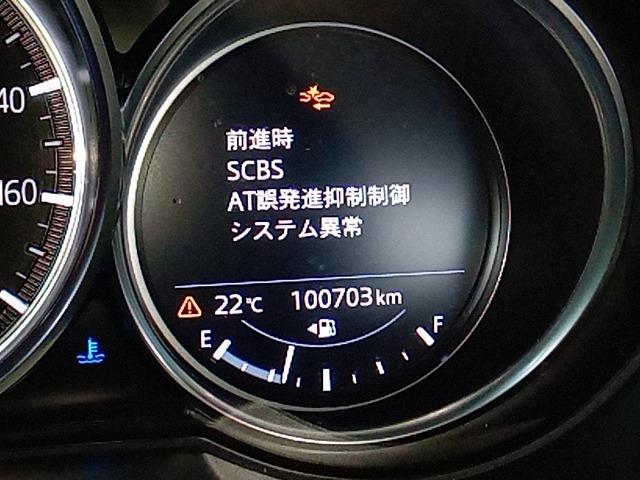 40
160
前進時
SCBS
AT誤発進抑制制御
システム異常
22℃ 100703km
E F